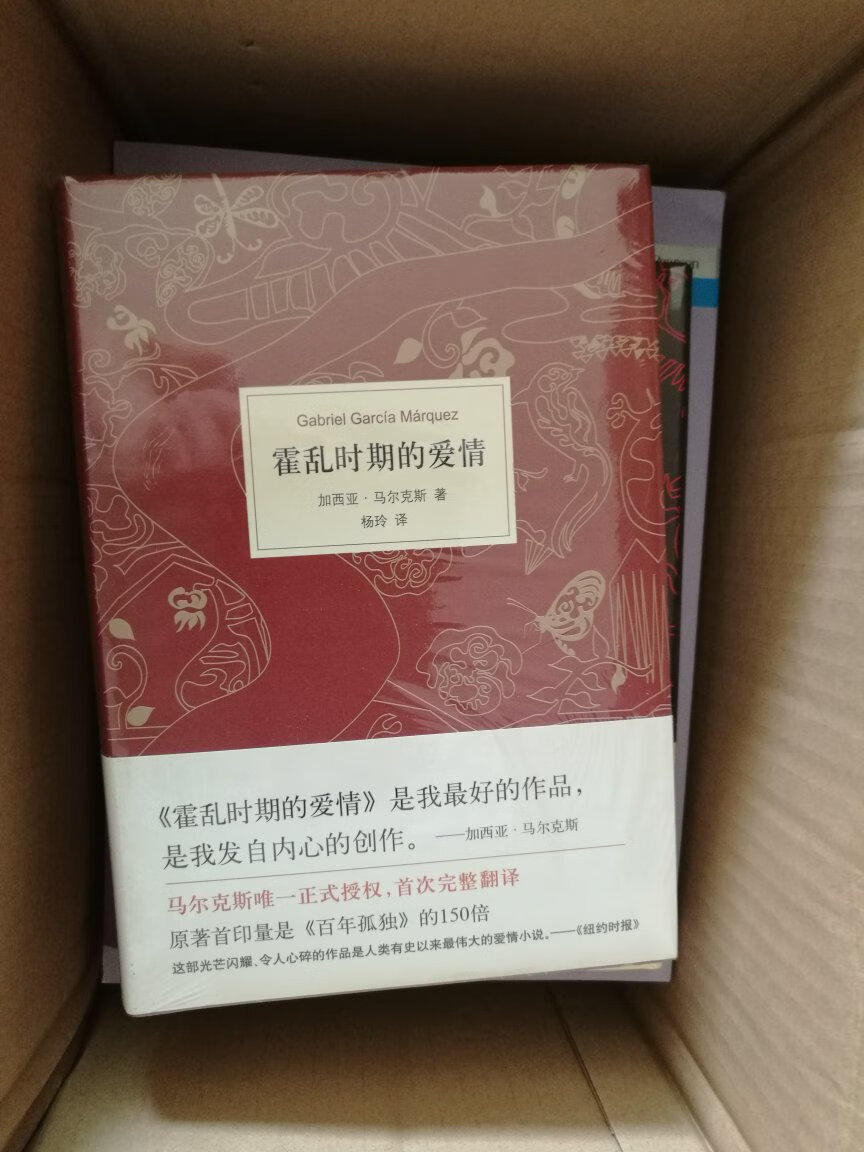 Gabriel García Márquez
霍乱时期的爱情
加西亚·马尔克斯 著
杨玲 译
《霍乱时期的爱情》是我最好的作品，
是我发自内心的创作。——加西亚·马尔克斯
马尔克斯唯一正式授权，首次完整翻译
原著首印量是《百年孤独》的150倍
这部光芒闪耀、令人心碎的作品是人类有史以来最伟大的爱情小说。——《纽约时报》